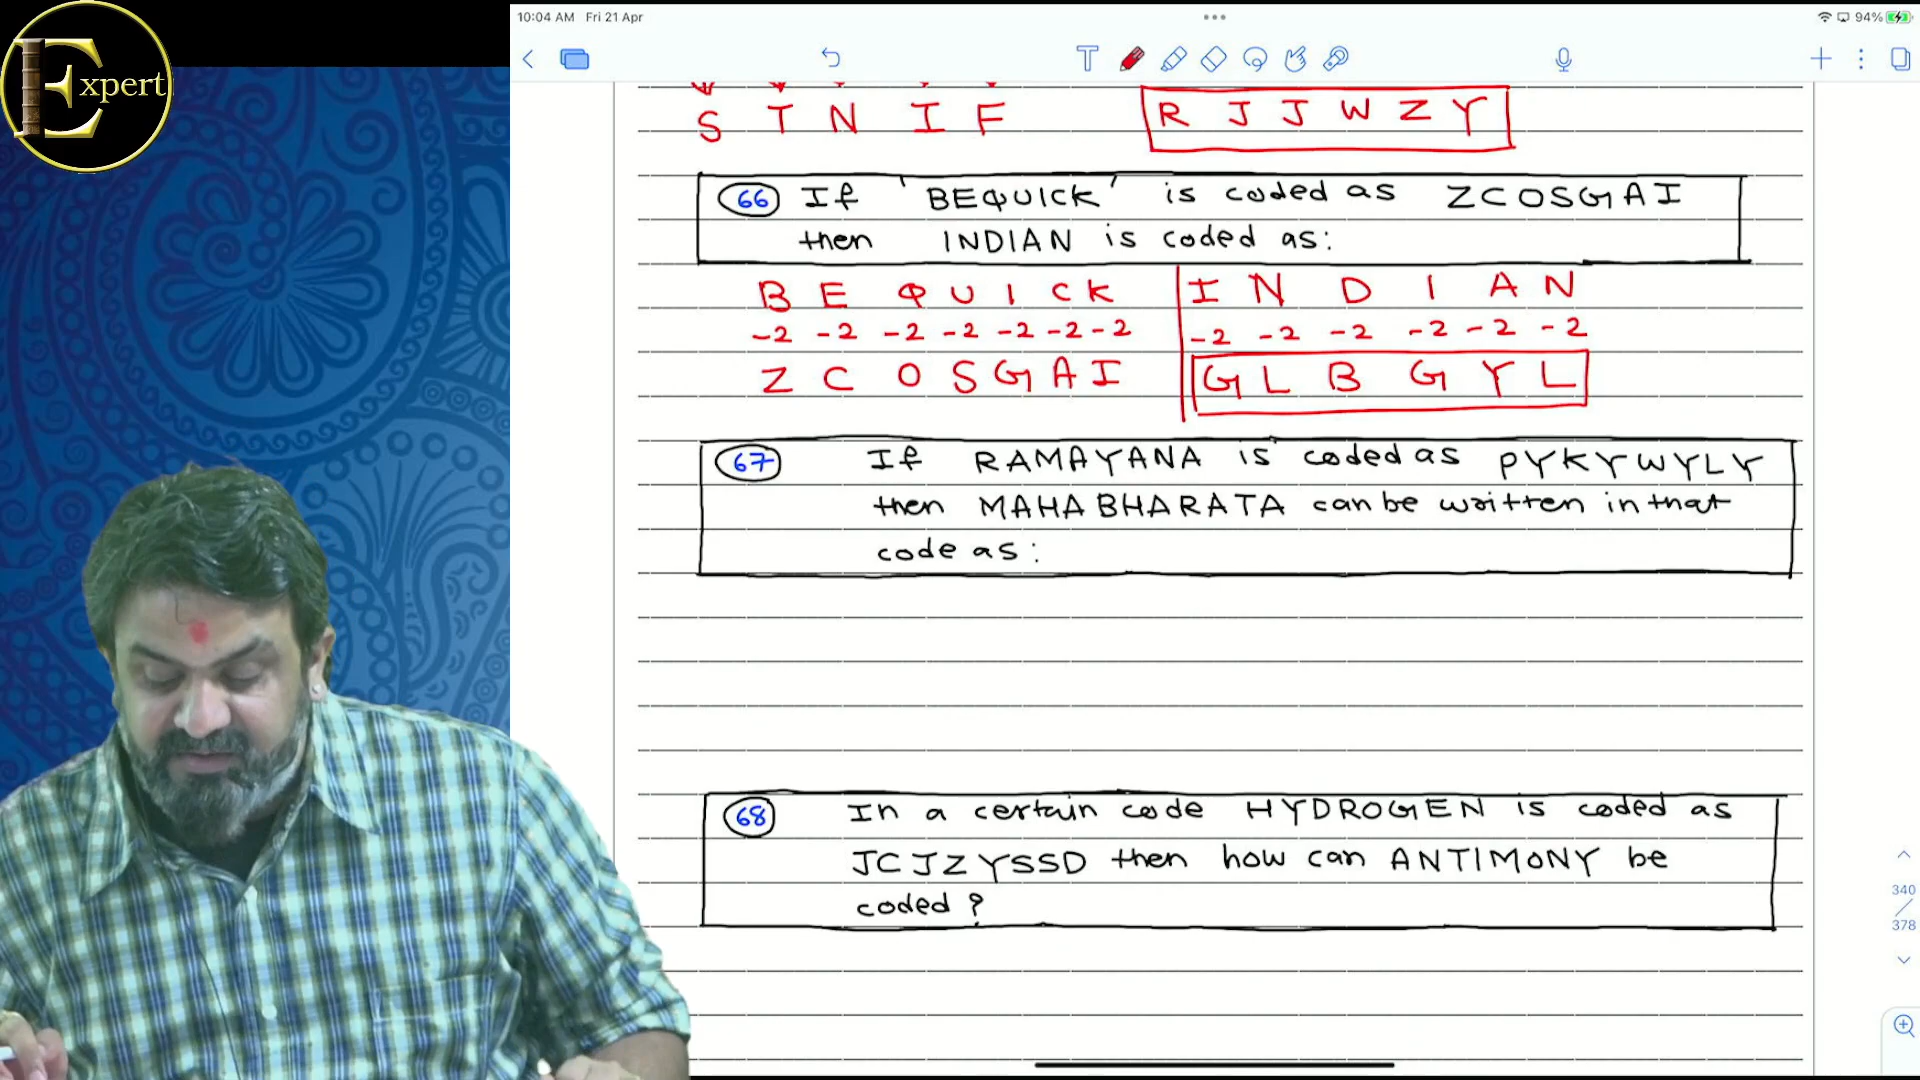 Expert
10:04 AM Fri 21 Apr
94%
S T N I F
R J J W Z Y
66 If 'BEQUICK' is coded as ZCOSGAI
then INDIAN is coded as:
B E Q U I C K
-2 -2 -2 -2 -2 -2 -2
Z C O S G A I
I N D I A N
-2 -2 -2 -2 -2 -2
G L B G Y L
67 If RAMAYANA is coded as PYKYWYLY
then MAHABHARATA can be written in that
code as:
68 In a certain code HYDROGEN is coded as
JCJZYSSD then how can ANTIMONY be
coded?
340
/
378